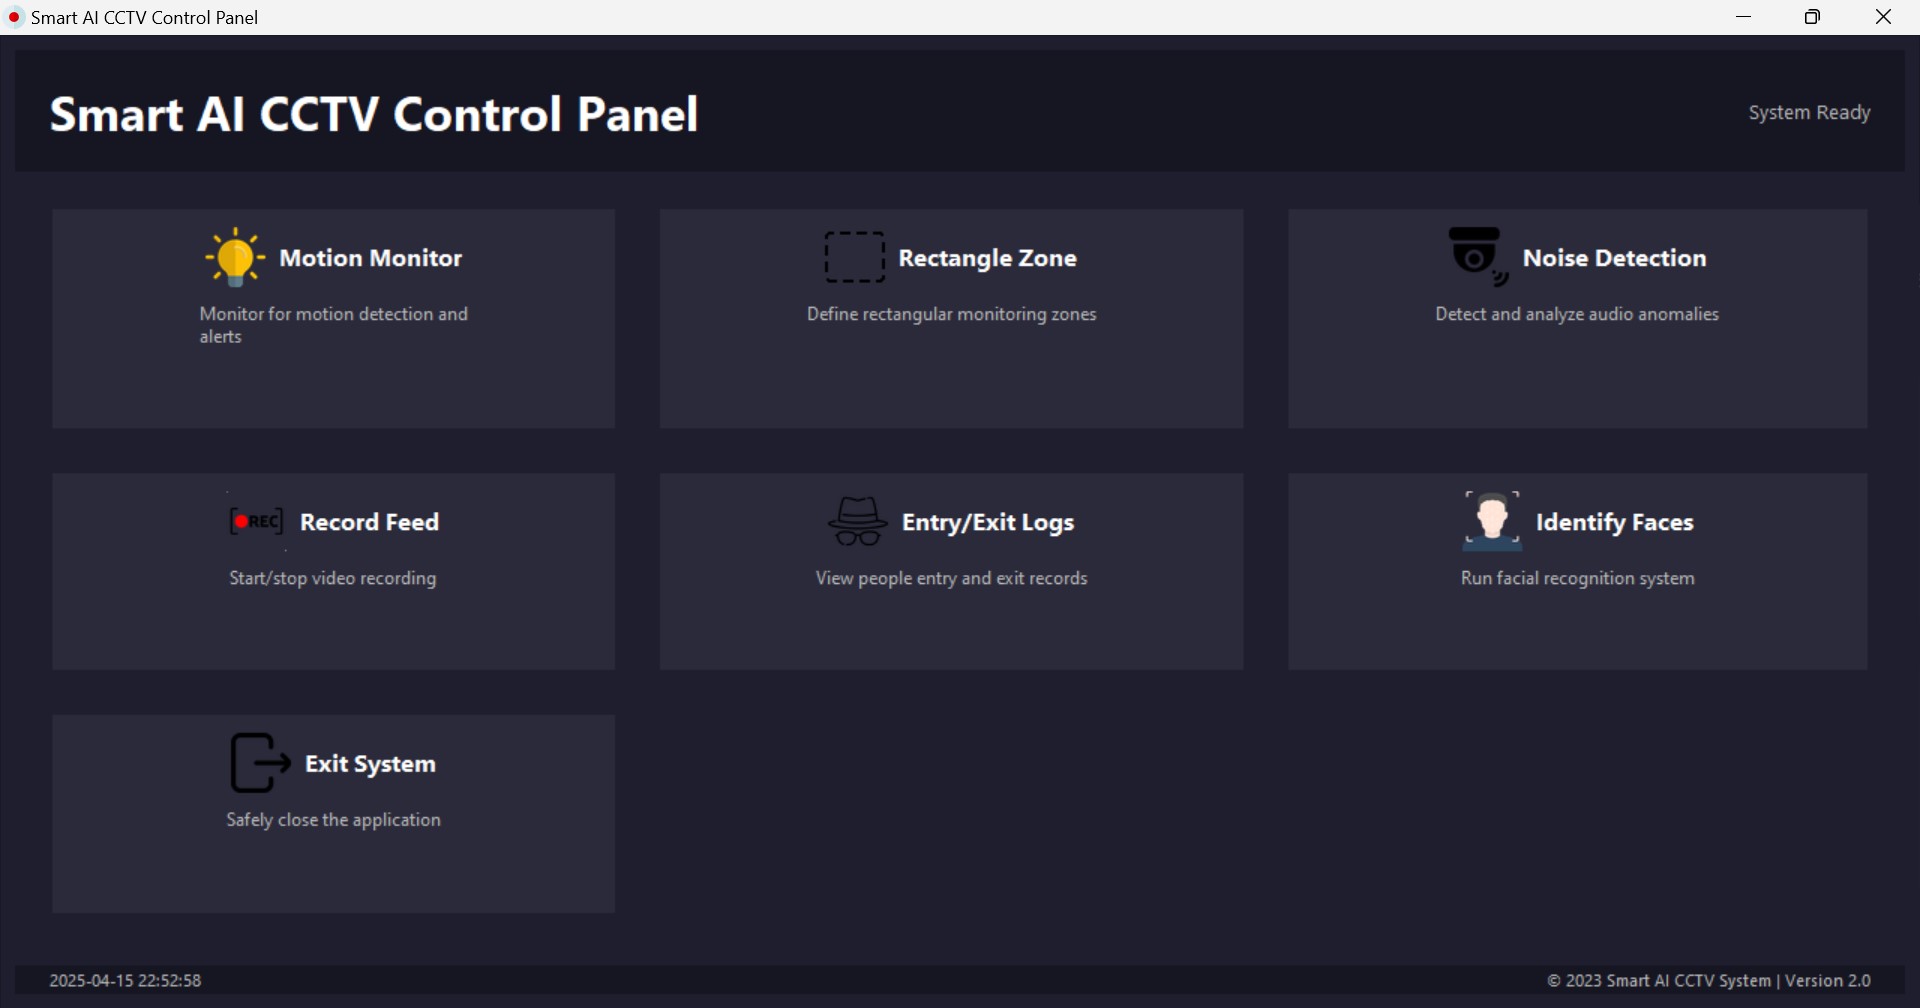 Smart AI CCTV Control Panel
Smart AI CCTV Control Panel
System Ready
Motion Monitor
Monitor for motion detection and
alerts
Rectangle Zone
Define rectangular monitoring zones
Noise Detection
Detect and analyze audio anomalies
REC
Record Feed
Start/stop video recording
Entry/Exit Logs
View people entry and exit records
Identify Faces
Run facial recognition system
Exit System
Safely close the application
2025-04-15 22:52:58
© 2023 Smart AI CCTV System | Version 2.0